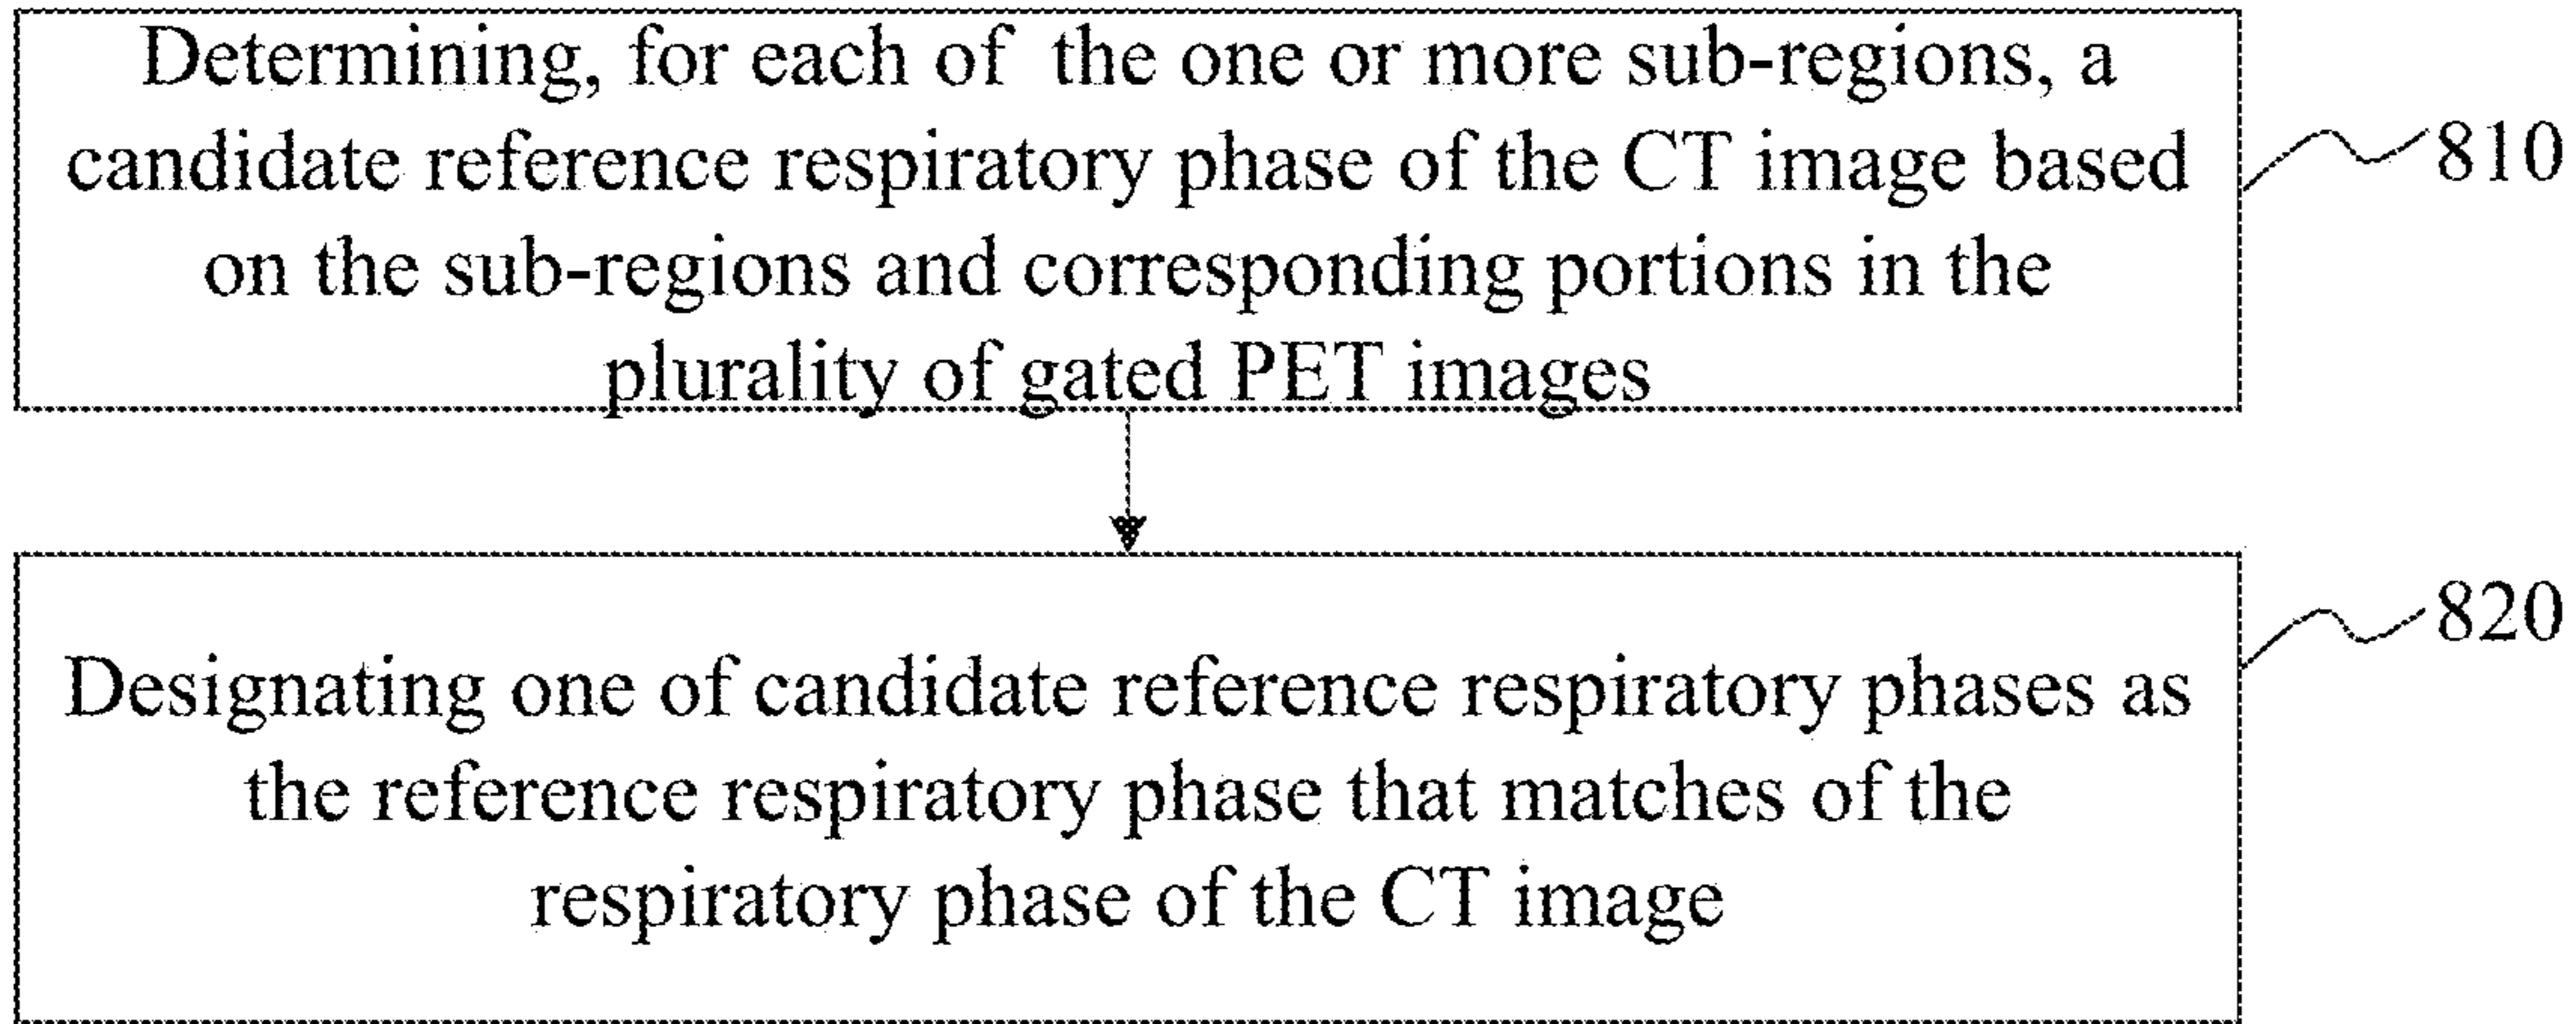 Determining, for each of the one or more sub-regions, a
candidate reference respiratory phase of the CT image based
on the sub-regions and corresponding portions in the
plurality of gated PET images
810
Designating one of candidate reference respiratory phases as
the reference respiratory phase that matches of the
respiratory phase of the CT image
820